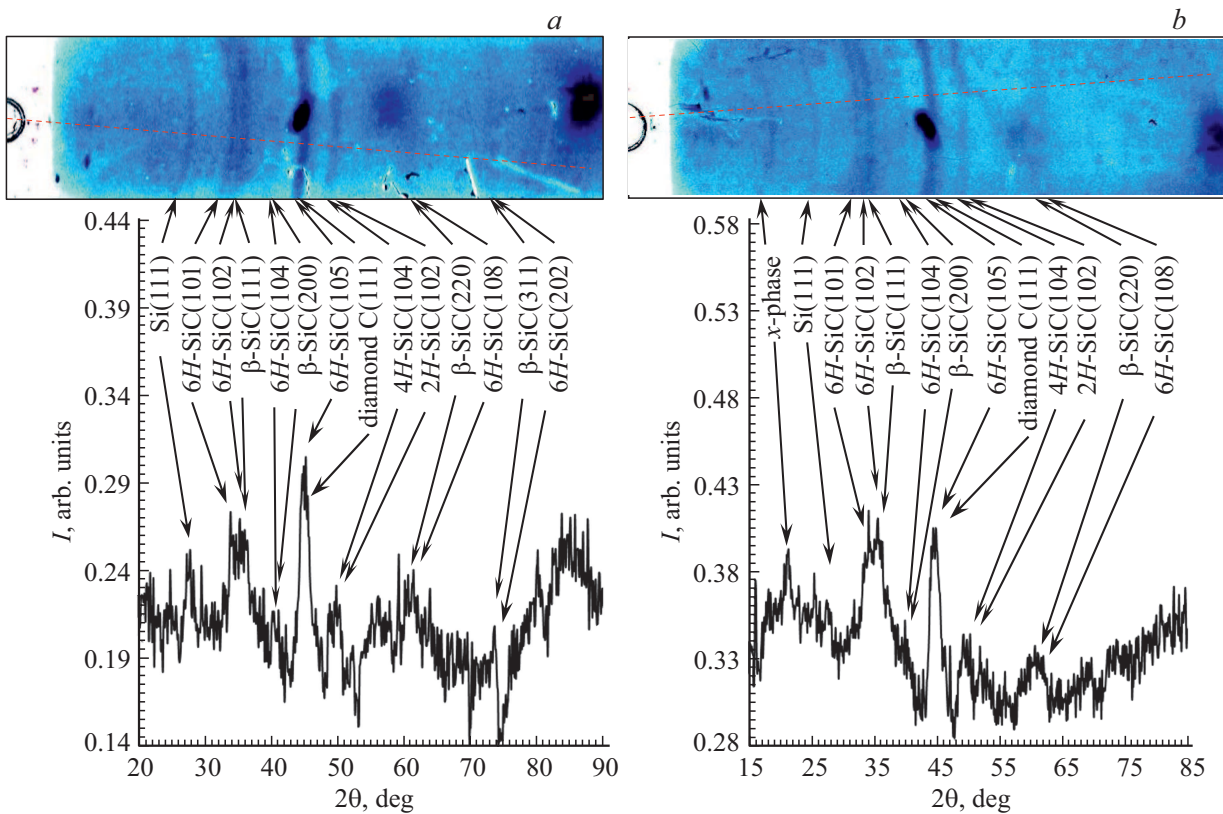 a
b
0.44
0.39
0.34
0.29
0.24
0.19
0.14
I, arb. units
Si(111)
6H-SiC(101)
6H-SiC(102)
β-SiC(111)
6H-SiC(104)
β-SiC(200)
6H-SiC(105)
diamond C(111)
4H-SiC(104)
2H-SiC(102)
β-SiC(220)
6H-SiC(108)
β-SiC(311)
6H-SiC(202)
20 30 40 50 60 70 80 90
2θ, deg
0.58
0.53
0.48
0.43
0.38
0.33
0.28
I, arb. units
x-phase
Si(111)
6H-SiC(101)
6H-SiC(102)
β-SiC(111)
6H-SiC(104)
β-SiC(200)
6H-SiC(105)
diamond C(111)
4H-SiC(104)
2H-SiC(102)
β-SiC(220)
6H-SiC(108)
15 25 35 45 55 65 75 85
2θ, deg